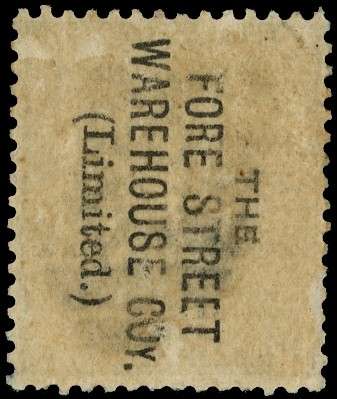 THE
FORE STREET
WAREHOUSE COY.
(Limited.)